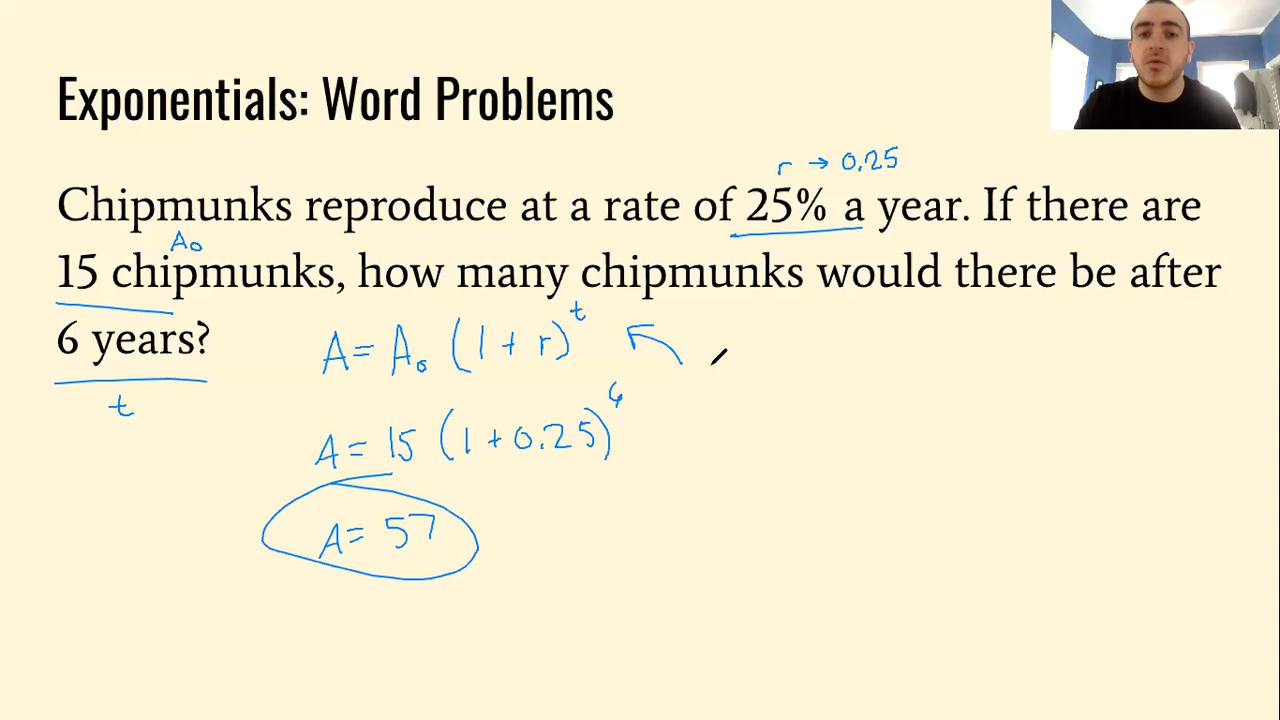 Exponentials: Word Problems
r → 0.25
Chipmunks reproduce at a rate of 25% a year. If there are
A₀
15 chipmunks, how many chipmunks would there be after
6 years?
t
A = A₀ (1 + r)^t
A = 15 (1 + 0.25)^6
A = 57